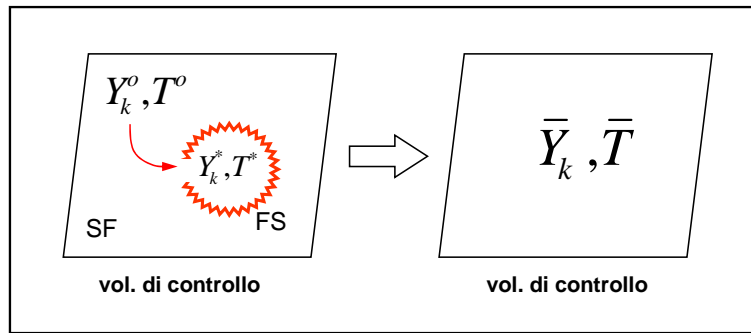 Y_k^o, T^o
Y_k^*, T^*
SF
FS
vol. di controllo
Ȳ_k , T̄
vol. di controllo